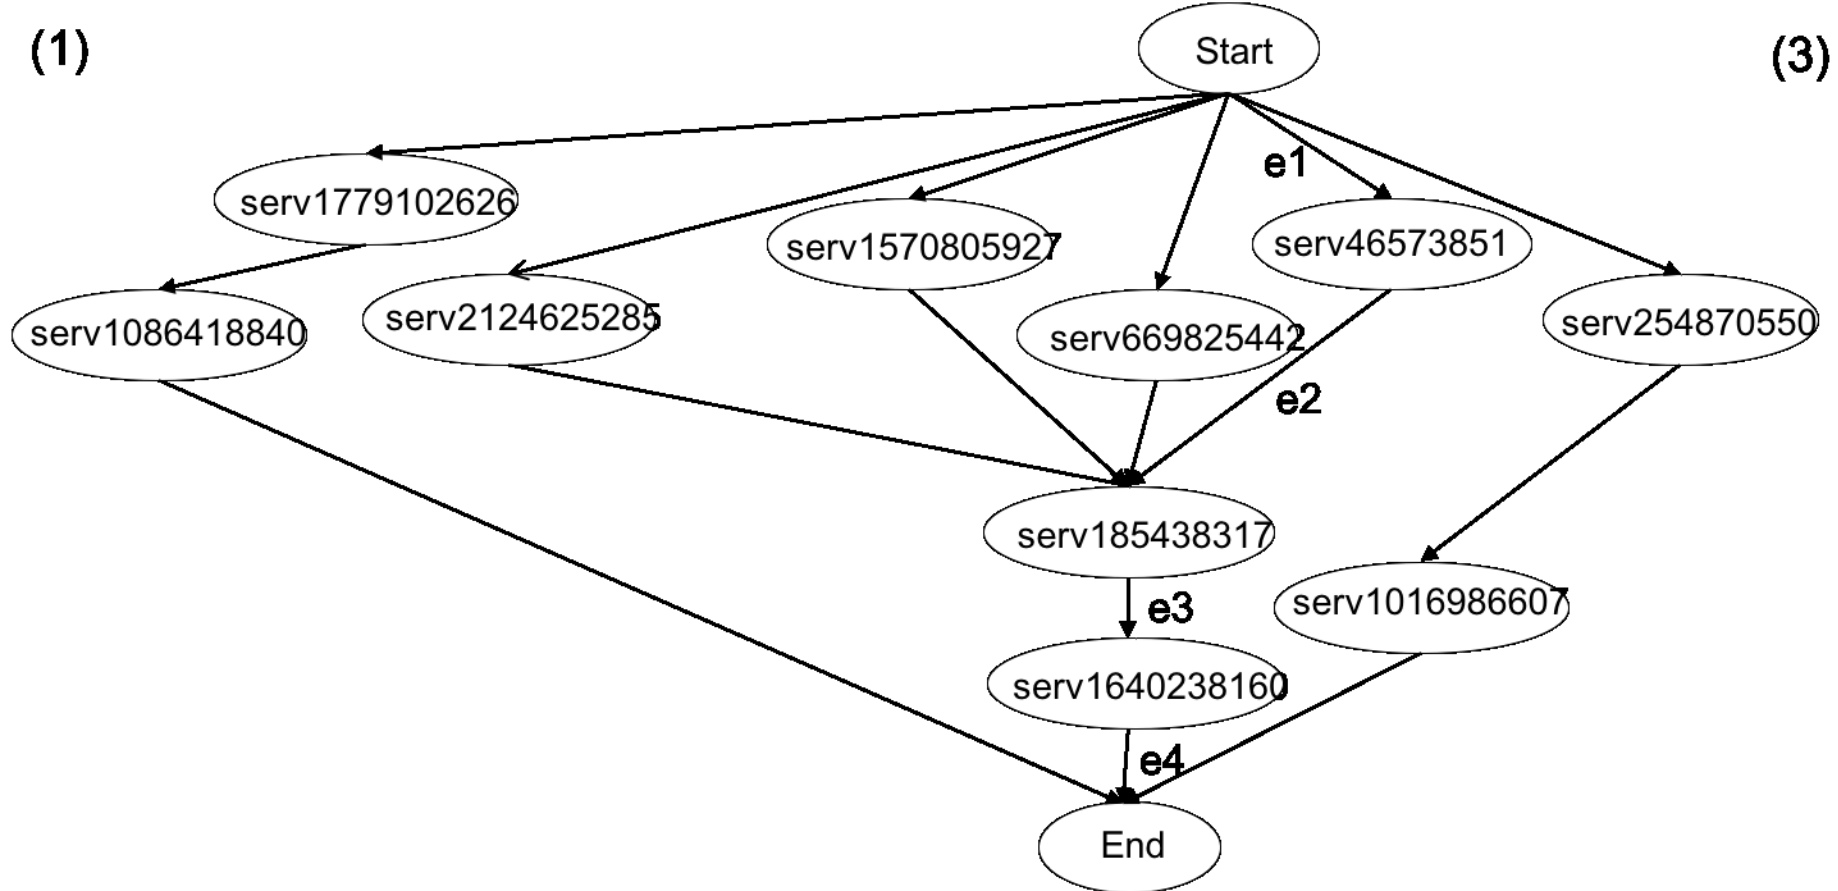 (1)
Start
(3)
e1
serv1779102626
serv1570805927
serv46573851
serv1086418840
serv2124625285
serv669825442
serv254870550
e2
serv185438317
e3
serv1016986607
serv1640238160
e4
End